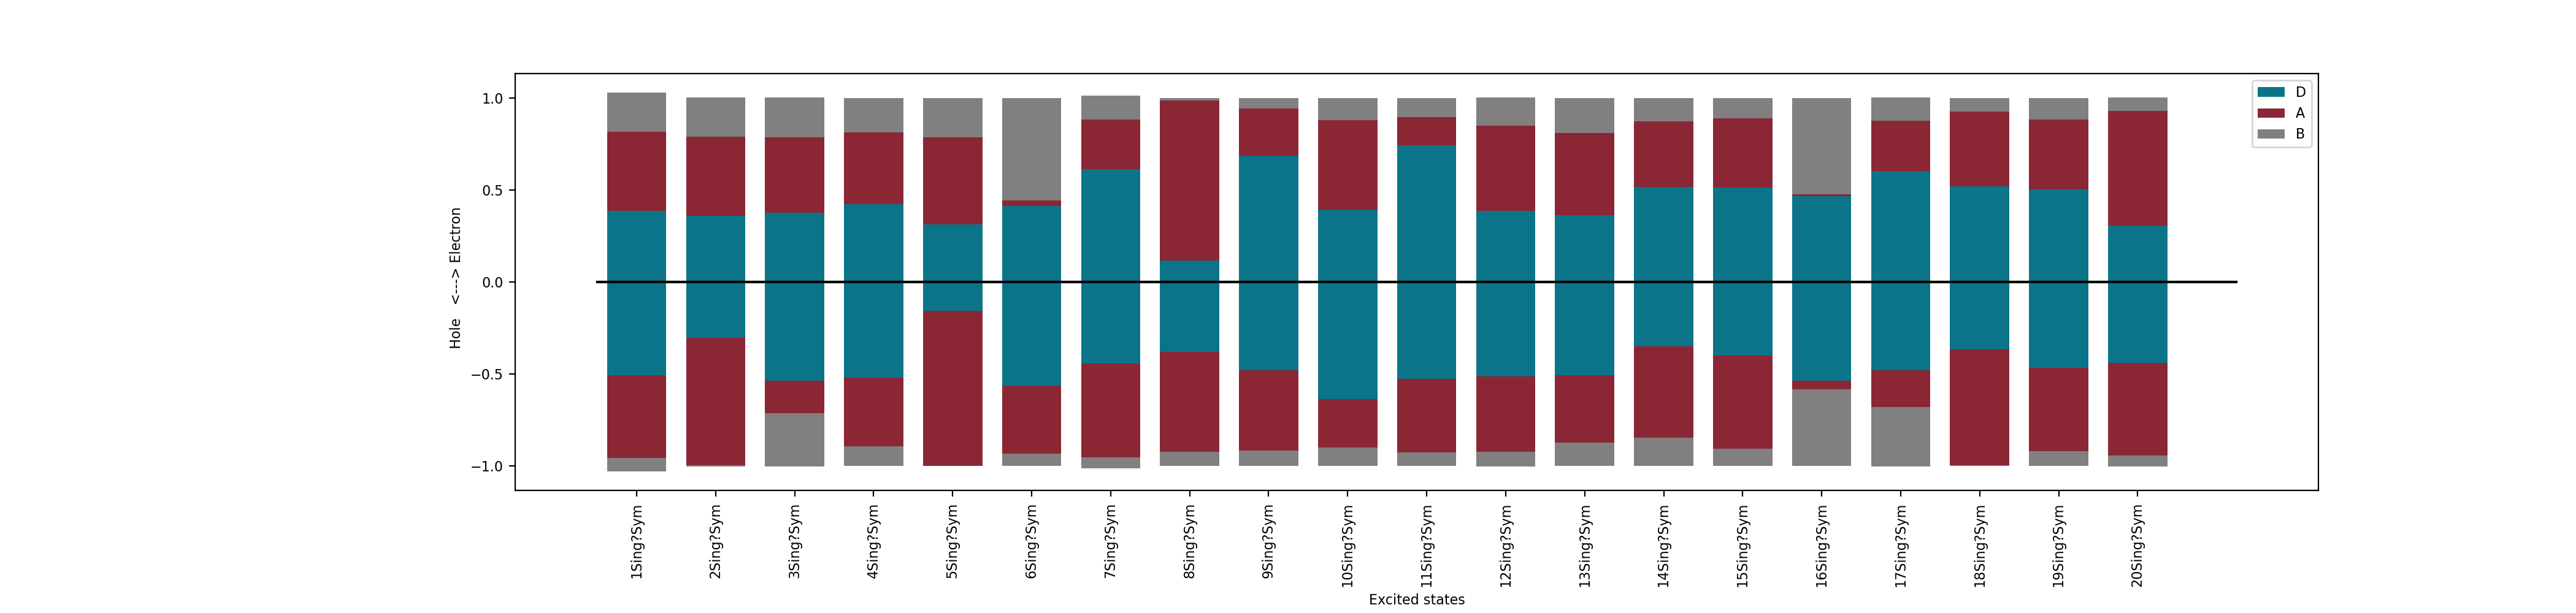 1.0
0.5
0.0
−0.5
−1.0
Hole <----> Electron
D
A
B
1Sing?Sym
2Sing?Sym
3Sing?Sym
4Sing?Sym
5Sing?Sym
6Sing?Sym
7Sing?Sym
8Sing?Sym
9Sing?Sym
10Sing?Sym
11Sing?Sym
12Sing?Sym
13Sing?Sym
14Sing?Sym
15Sing?Sym
16Sing?Sym
17Sing?Sym
18Sing?Sym
19Sing?Sym
20Sing?Sym
Excited states